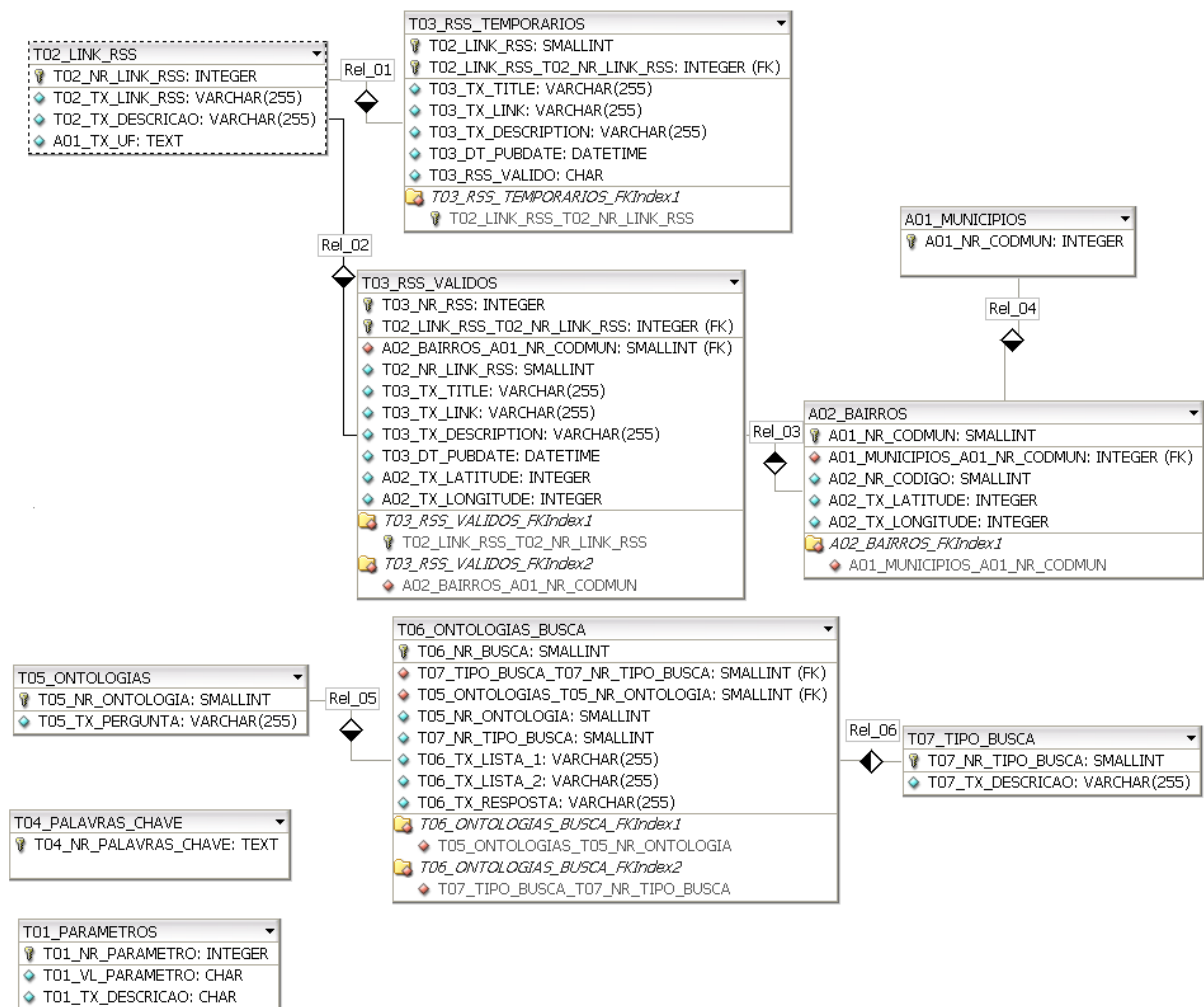 T02_LINK_RSS
T02_NR_LINK_RSS: INTEGER
T02_TX_LINK_RSS: VARCHAR(255)
T02_TX_DESCRICAO: VARCHAR(255)
A01_TX_UF: TEXT
Rel_01
T03_RSS_TEMPORARIOS
T02_LINK_RSS: SMALLINT
T02_LINK_RSS_T02_NR_LINK_RSS: INTEGER (FK)
T03_TX_TITLE: VARCHAR(255)
T03_TX_LINK: VARCHAR(255)
T03_TX_DESCRIPTION: VARCHAR(255)
T03_DT_PUBDATE: DATETIME
T03_RSS_VALIDO: CHAR
T03_RSS_TEMPORARIOS_FKIndex1
T02_LINK_RSS_T02_NR_LINK_RSS
Rel_02
T03_RSS_VALIDOS
T03_NR_RSS: INTEGER
T02_LINK_RSS_T02_NR_LINK_RSS: INTEGER (FK)
A02_BAIRROS_A01_NR_CODMUN: SMALLINT (FK)
T02_NR_LINK_RSS: SMALLINT
T03_TX_TITLE: VARCHAR(255)
T03_TX_LINK: VARCHAR(255)
T03_TX_DESCRIPTION: VARCHAR(255)
T03_DT_PUBDATE: DATETIME
A02_TX_LATITUDE: INTEGER
A02_TX_LONGITUDE: INTEGER
T03_RSS_VALIDOS_FKIndex1
T02_LINK_RSS_T02_NR_LINK_RSS
T03_RSS_VALIDOS_FKIndex2
A02_BAIRROS_A01_NR_CODMUN
A01_MUNICIPIOS
A01_NR_CODMUN: INTEGER
Rel_04
Rel_03
A02_BAIRROS
A01_NR_CODMUN: SMALLINT
A01_MUNICIPIOS_A01_NR_CODMUN: INTEGER (FK)
A02_NR_CODIGO: SMALLINT
A02_TX_LATITUDE: INTEGER
A02_TX_LONGITUDE: INTEGER
A02_BAIRROS_FKIndex1
A01_MUNICIPIOS_A01_NR_CODMUN
T05_ONTOLOGIAS
T05_NR_ONTOLOGIA: SMALLINT
T05_TX_PERGUNTA: VARCHAR(255)
Rel_05
T06_ONTOLOGIAS_BUSCA
T06_NR_BUSCA: SMALLINT
T07_TIPO_BUSCA_T07_NR_TIPO_BUSCA: SMALLINT (FK)
T05_ONTOLOGIAS_T05_NR_ONTOLOGIA: SMALLINT (FK)
T05_NR_ONTOLOGIA: SMALLINT
T07_NR_TIPO_BUSCA: SMALLINT
T06_TX_LISTA_1: VARCHAR(255)
T06_TX_LISTA_2: VARCHAR(255)
T06_TX_RESPOSTA: VARCHAR(255)
T06_ONTOLOGIAS_BUSCA_FKIndex1
T05_ONTOLOGIAS_T05_NR_ONTOLOGIA
T06_ONTOLOGIAS_BUSCA_FKIndex2
T07_TIPO_BUSCA_T07_NR_TIPO_BUSCA
Rel_06
T07_TIPO_BUSCA
T07_NR_TIPO_BUSCA: SMALLINT
T07_TX_DESCRICAO: VARCHAR(255)
T04_PALAVRAS_CHAVE
T04_NR_PALAVRAS_CHAVE: TEXT
T01_PARAMETROS
T01_NR_PARAMETRO: INTEGER
T01_VL_PARAMETRO: CHAR
T01_TX_DESCRICAO: CHAR